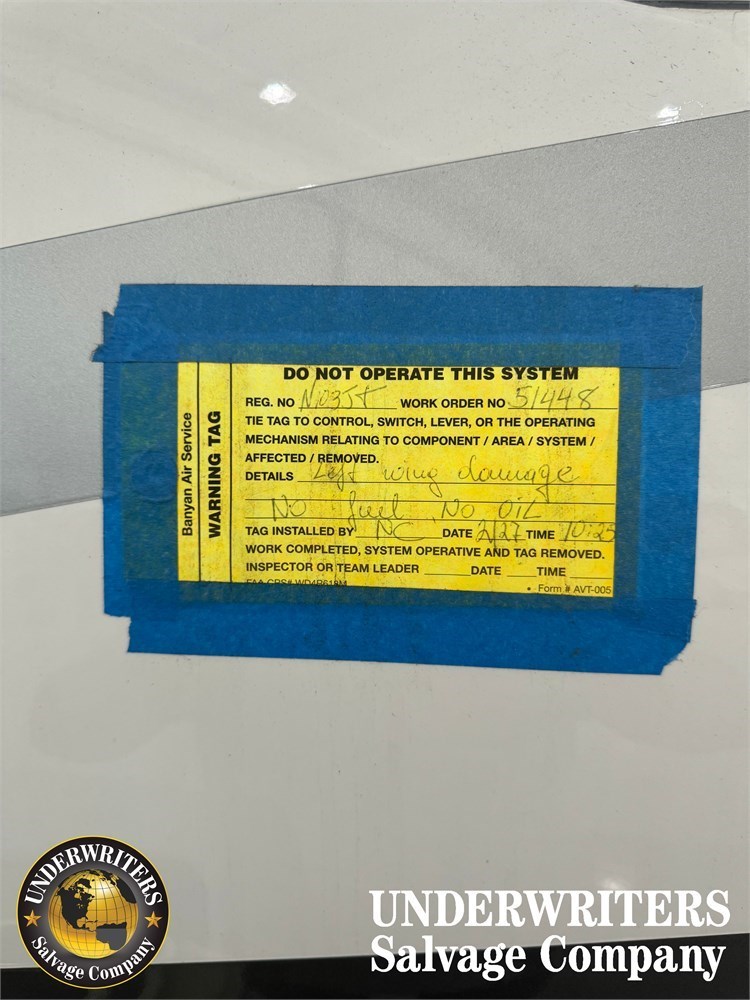 DO NOT OPERATE THIS SYSTEM
REG. NO WORK ORDER NO 51448
TIE TAG TO CONTROL, SWITCH, LEVER, OR THE OPERATING
MECHANISM RELATING TO COMPONENT / AREA / SYSTEM /
AFFECTED / REMOVED.
DETAILS Left wing damage
No fuel, No OIL
TAG INSTALLED BY NC DATE 2/27 TIME 10:25
WORK COMPLETED, SYSTEM OPERATIVE AND TAG REMOVED.
INSPECTOR OR TEAM LEADER DATE TIME
• Form # AVT-005
Banyan Air Service
WARNING TAG
UNDERWRITERS
Salvage Company
UNDERWRITERS
Salvage Company